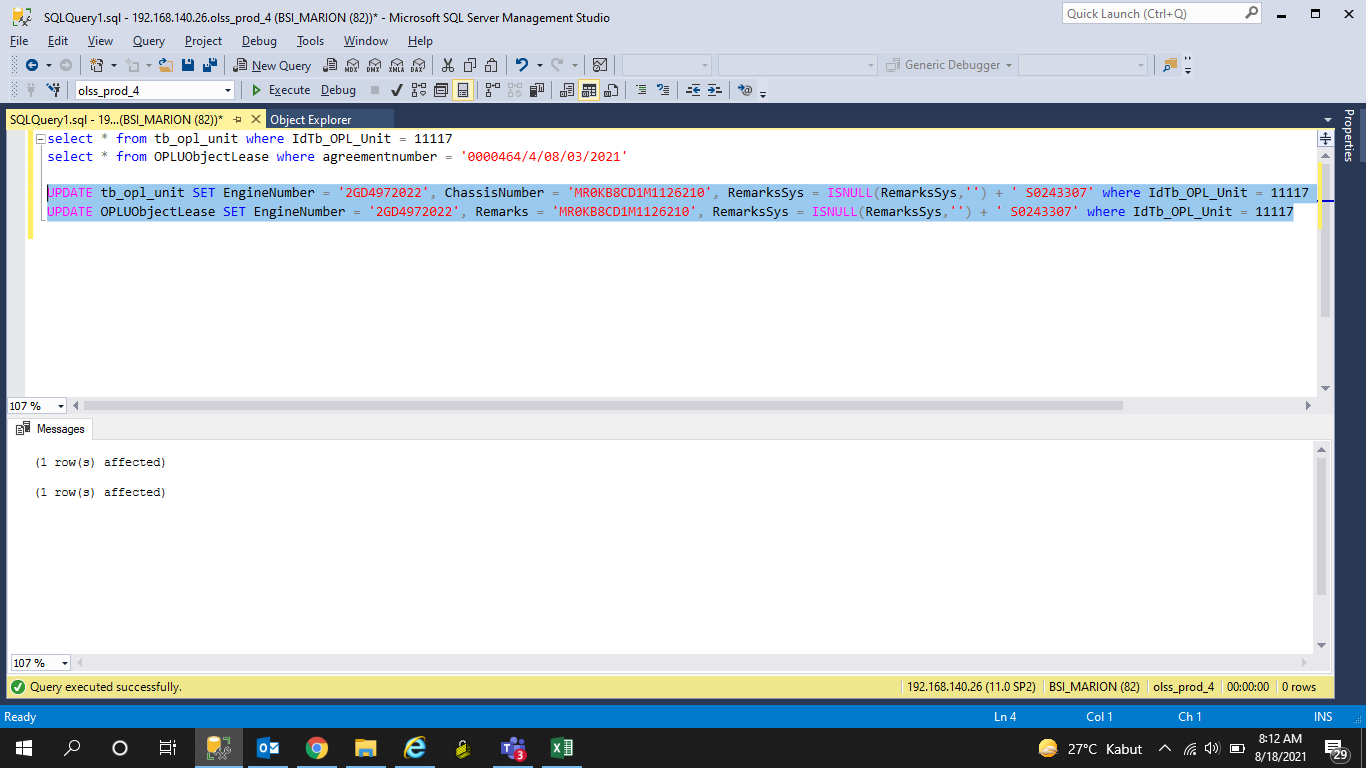 SQLQuery1.sql - 192.168.140.26.olss_prod_4 (BSI_MARION (82))* - Microsoft SQL Server Management Studio
Quick Launch (Ctrl+Q)
File Edit View Query Project Debug Tools Window Help
New Query
MDX DMX XMLA DAX
Generic Debugger
olss_prod_4
Execute Debug
SQLQuery1.sql - 19...(BSI_MARION (82))*
Object Explorer
Properties
select * from tb_opl_unit where IdTb_OPL_Unit = 11117
select * from OPLUObjectLease where agreementnumber = '0000464/4/08/03/2021'
UPDATE tb_opl_unit SET EngineNumber = '2GD4972022', ChassisNumber = 'MR0KB8CD1M1126210', RemarksSys = ISNULL(RemarksSys,'') + ' S0243307' where IdTb_OPL_Unit = 11117
UPDATE OPLUObjectLease SET EngineNumber = '2GD4972022', Remarks = 'MR0KB8CD1M1126210', RemarksSys = ISNULL(RemarksSys,'') + ' S0243307' where IdTb_OPL_Unit = 11117
107 %
Messages
(1 row(s) affected)
(1 row(s) affected)
107 %
Query executed successfully.
192.168.140.26 (11.0 SP2) BSI_MARION (82) olss_prod_4 00:00:00 0 rows
Ready
Ln 4 Col 1 Ch 1 INS
3
27°C Kabut
8:12 AM
8/18/2021
29